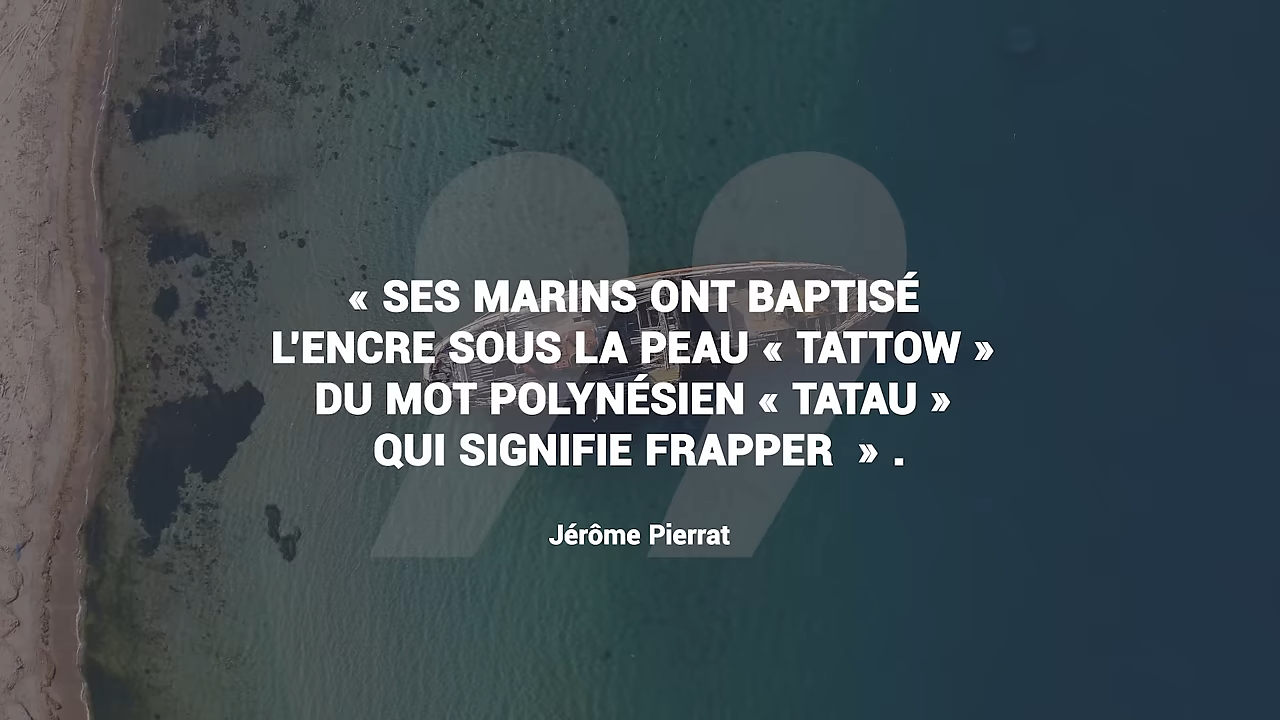 « SES MARINS ONT BAPTISÉ
L'ENCRE SOUS LA PEAU « TATTOW »
DU MOT POLYNÉSIEN « TATAU »
QUI SIGNIFIE FRAPPER  » .
Jérôme Pierrat